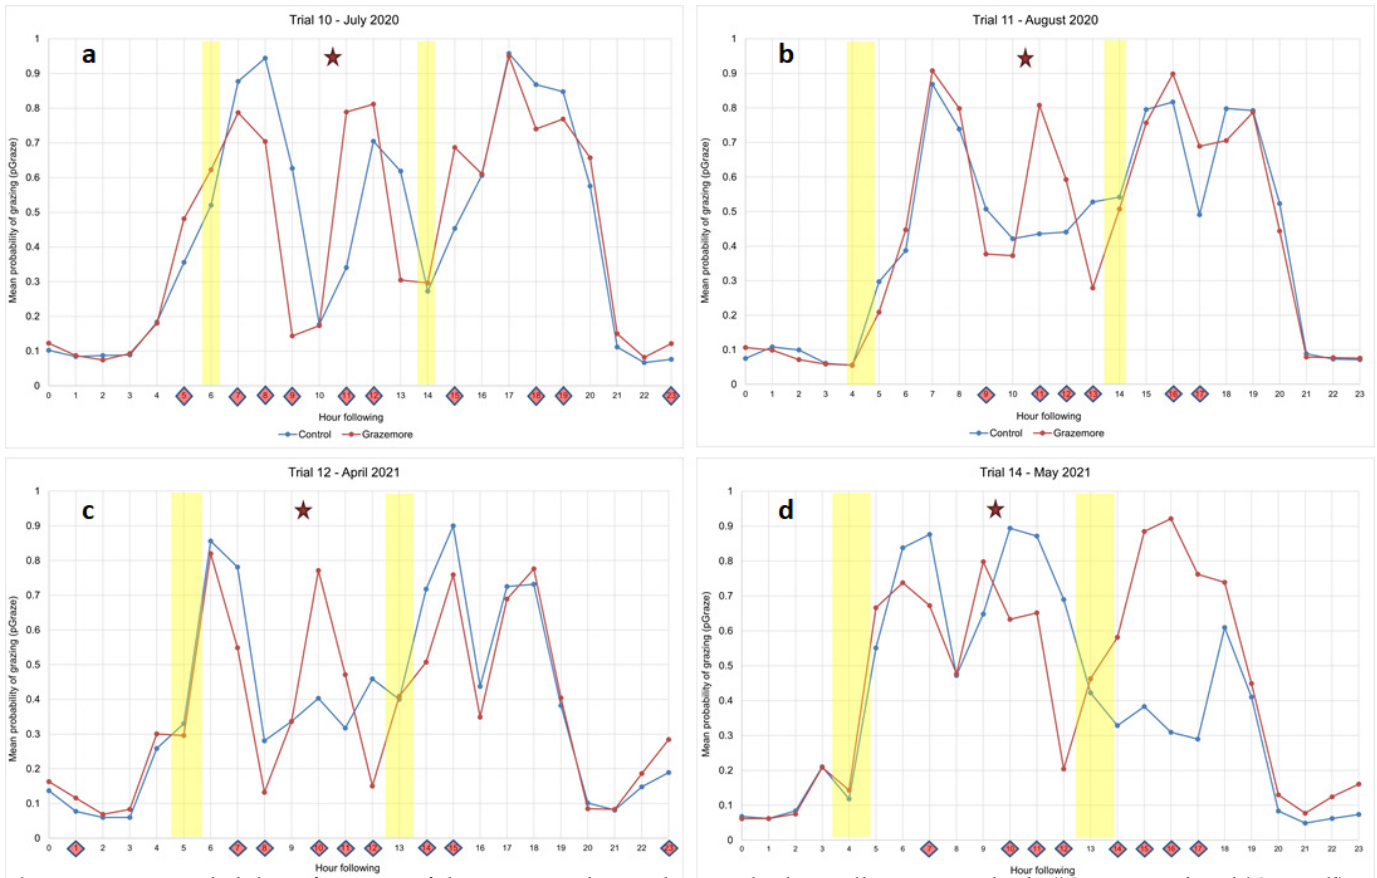 Trial 10 - July 2020
a
Mean probability of grazing (pGraze)
1
0.9
0.8
0.7
0.6
0.5
0.4
0.3
0.2
0.1
0
0 1 2 3 4 5 6 7 8 9 10 11 12 13 14 15 16 17 18 19 20 21 22 23
Hour following
Control Grazemore
Trial 11 - August 2020
b
Mean probability of grazing (pGraze)
1
0.9
0.8
0.7
0.6
0.5
0.4
0.3
0.2
0.1
0
0 1 2 3 4 5 6 7 8 9 10 11 12 13 14 15 16 17 18 19 20 21 22 23
Hour following
Control Grazemore
Trial 12 - April 2021
c
Mean probability of grazing (pGraze)
1
0.9
0.8
0.7
0.6
0.5
0.4
0.3
0.2
0.1
0
0 1 2 3 4 5 6 7 8 9 10 11 12 13 14 15 16 17 18 19 20 21 22 23
Hour following
Trial 14 - May 2021
d
Mean probability of grazing (pGraze)
1
0.9
0.8
0.7
0.6
0.5
0.4
0.3
0.2
0.1
0
0 1 2 3 4 5 6 7 8 9 10 11 12 13 14 15 16 17 18 19 20 21 22 23
Hour following